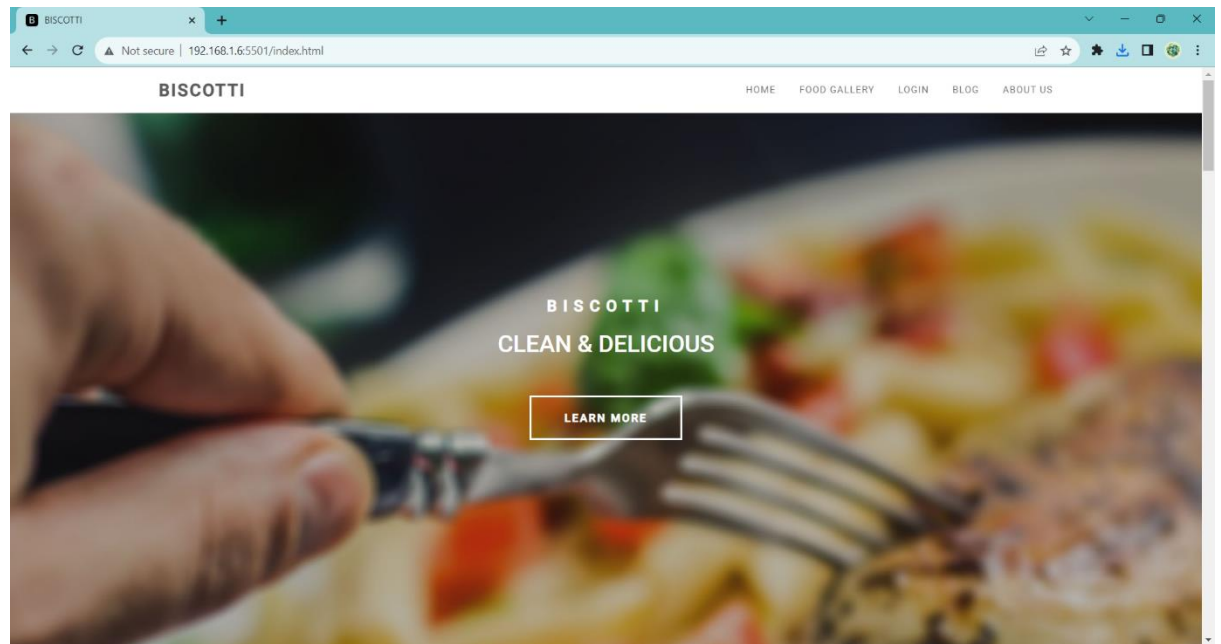 BISCOTTI
Not secure | 192.168.1.6:5501/index.html
BISCOTTI
HOME FOOD GALLERY LOGIN BLOG ABOUT US
BISCOTTI
CLEAN & DELICIOUS
LEARN MORE